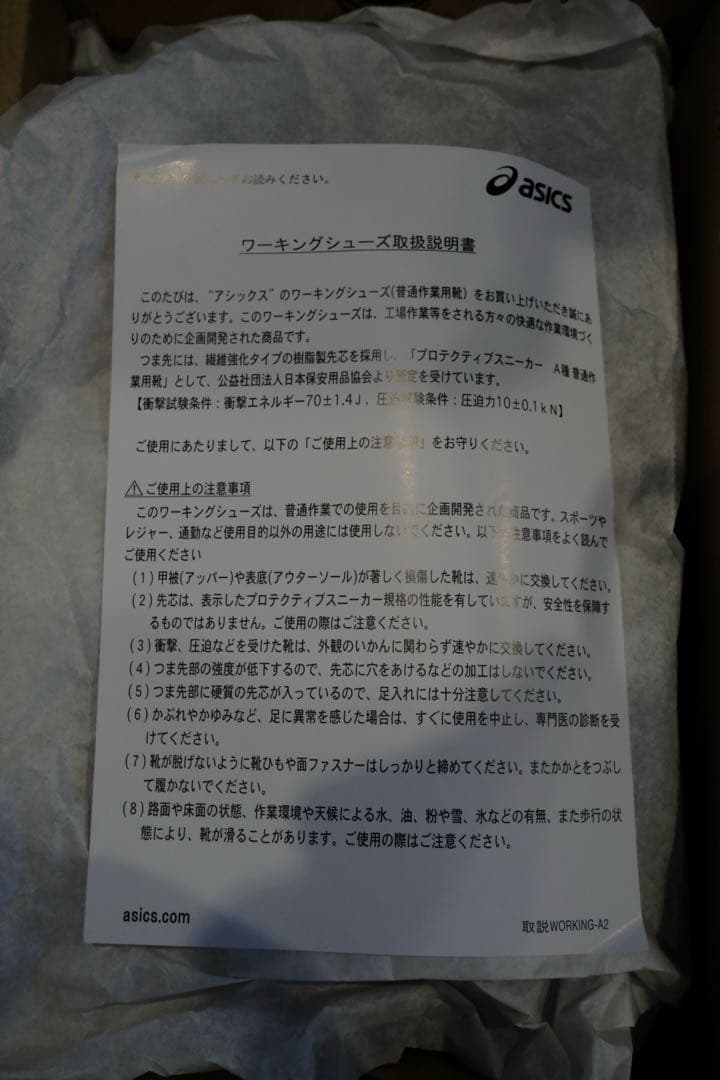 お読みください。
asics
ワーキングシューズ取扱説明書
このたびは、"アシックス"のワーキングシューズ(普通作業用靴)をお買い上げいただき誠にあ
りがとうございます。このワーキングシューズは、工場作業等をされる方々の快適な作業環境づく
りのために企画開発された商品です。
つま先には、繊維強化タイプの樹脂製先芯を採用し、「プロテクティブスニーカー A種 普通作
業用靴」として、公益社団法人日本保安用品協会より認定を受けています。
【衝撃試験条件：衝撃エネルギー70±1.4J，圧迫試験条件：圧迫力10±0.1kN】
ご使用にあたりまして、以下の「ご使用上の注意事項」をお守りください。
⚠ご使用上の注意事項
このワーキングシューズは、普通作業での使用を目的に企画開発された商品です。スポーツや
レジャー、通勤など使用目的以外の用途には使用しないでください。以下の注意事項をよく読んで
ご使用ください
(1) 甲被(アッパー)や表底(アウターソール)が著しく損傷した靴は、速やかに交換してください。
(2) 先芯は、表示したプロテクティブスニーカー規格の性能を有していますが、安全性を保障す
るものではありません。ご使用の際はご注意ください。
(3) 衝撃、圧迫などを受けた靴は、外観のいかんに関わらず速やかに交換してください。
(4) つま先部の強度が低下するので、先芯に穴をあけるなどの加工はしないでください。
(5) つま先部に硬質の先芯が入っているので、足入れには十分注意してください。
(6) かぶれやかゆみなど、足に異常を感じた場合は、すぐに使用を中止し、専門医の診断を受
けてください。
(7) 靴が脱げないように靴ひもや面ファスナーはしっかりと締めてください。またかかとをつぶし
て履かないでください。
(8) 路面や床面の状態、作業環境や天候による水、油、粉や雪、氷などの有無、また歩行の状
態により、靴が滑ることがあります。ご使用の際はご注意ください。
asics.com
取説WORKING-A2